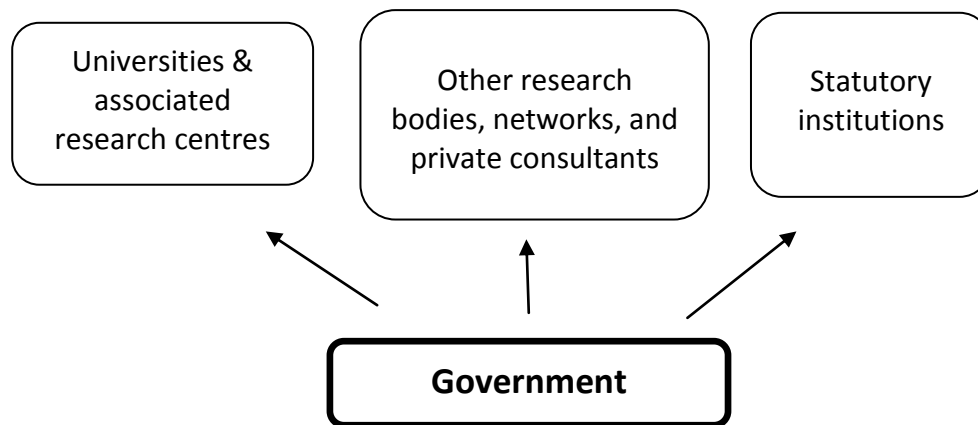 Universities &
associated
research centres
Other research
bodies, networks, and
private consultants
Statutory
institutions
Government